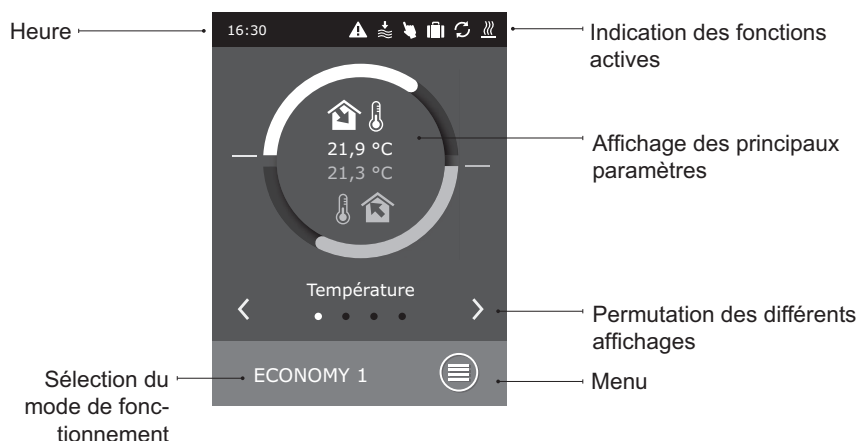 Heure
16:30
Indication des fonctions
actives
21,9 °C
21,3 °C
Affichage des principaux
paramètres
Température
Permutation des différents
affichages
ECONOMY 1
Menu
Sélection du
mode de fonc-
tionnement